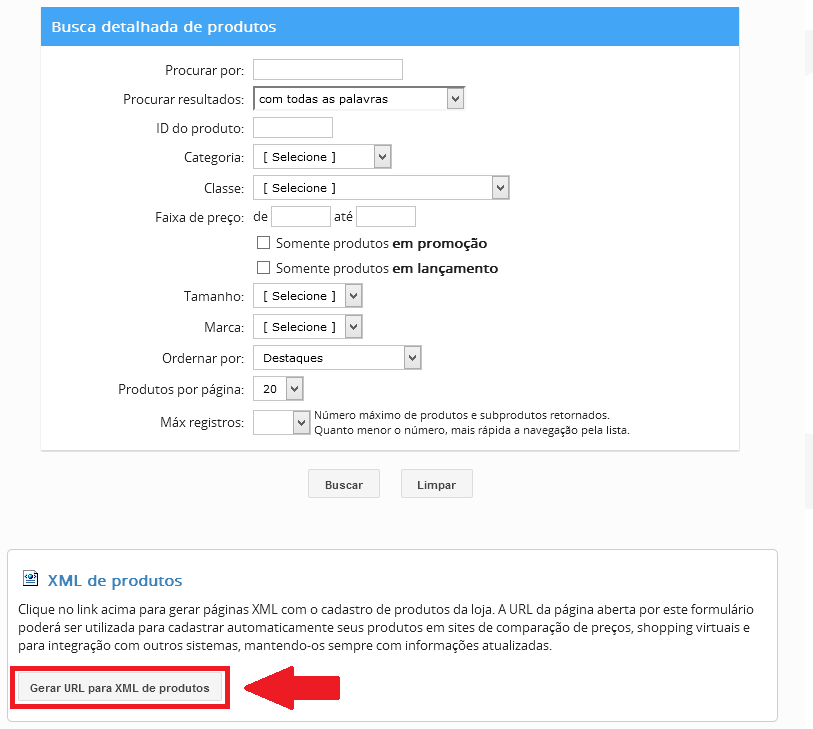 Busca detalhada de produtos
Procurar por:
Procurar resultados: com todas as palavras
ID do produto:
Categoria: [ Selecione ]
Classe: [ Selecione ]
Faixa de preço: de até
Somente produtos em promoção
Somente produtos em lançamento
Tamanho: [ Selecione ]
Marca: [ Selecione ]
Ordernar por: Destaques
Produtos por página: 20
Máx registros: Número máximo de produtos e subprodutos retornados.
Quanto menor o número, mais rápida a navegação pela lista.
Buscar Limpar
XML de produtos
Clique no link acima para gerar páginas XML com o cadastro de produtos da loja. A URL da página aberta por este formulário
poderá ser utilizada para cadastrar automaticamente seus produtos em sites de comparação de preços, shopping virtuais e
para integração com outros sistemas, mantendo-os sempre com informações atualizadas.
Gerar URL para XML de produtos